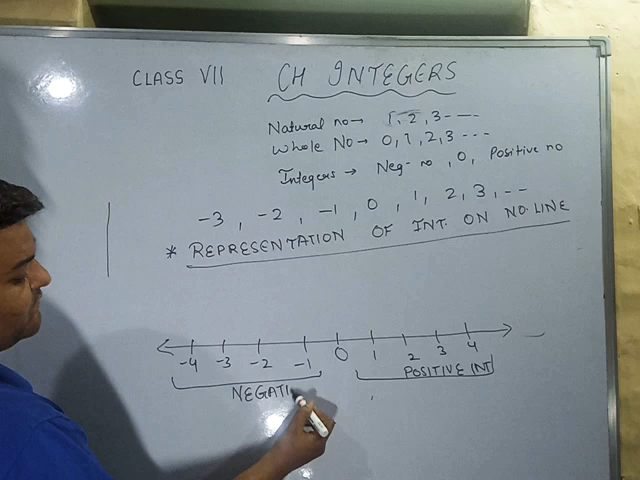 CLASS VII CH INTEGERS
Natural no → 1, 2, 3 ----
Whole No → 0, 1, 2, 3 ---
Integers → Neg- no, 0, Positive no
-3, -2, -1, 0, 1, 2, 3, --
* REPRESENTATION OF INT. ON NO. LINE
-4 -3 -2 -1 0 1 2 3 4
NEGATI POSITIVE INT